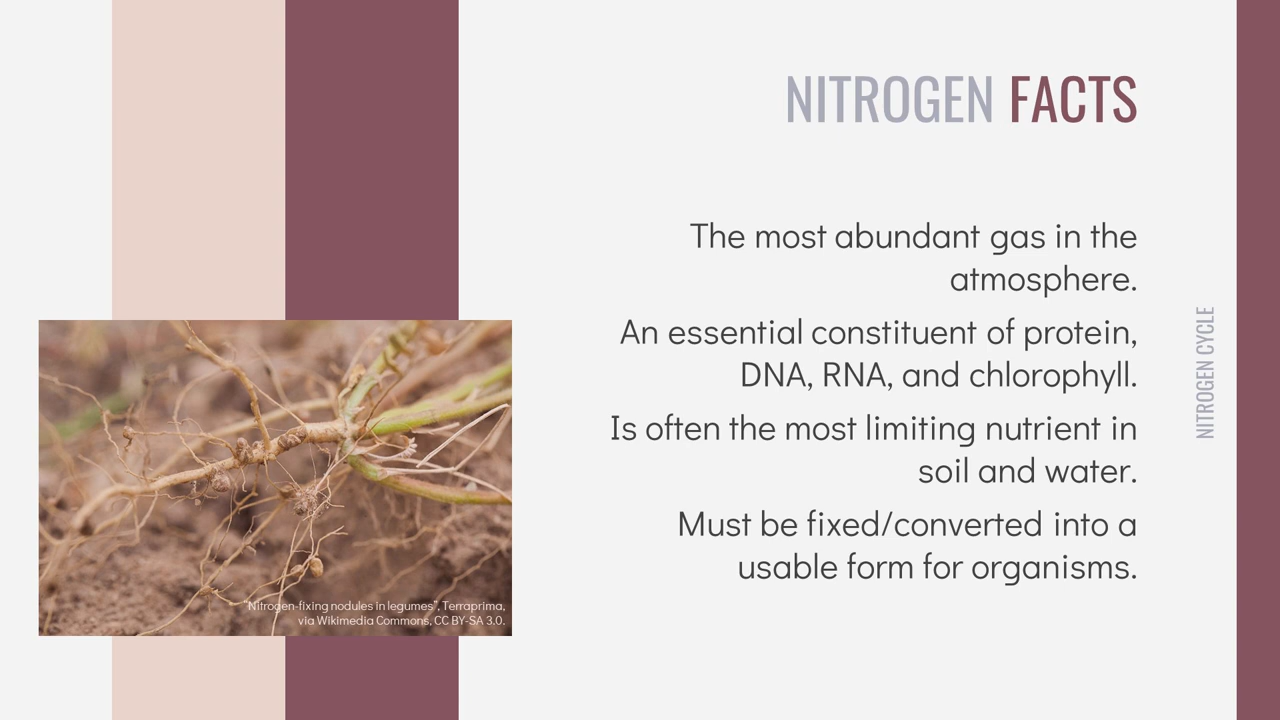 NITROGEN FACTS
The most abundant gas in the
atmosphere.
An essential constituent of protein,
DNA, RNA, and chlorophyll.
Is often the most limiting nutrient in
soil and water.
Must be fixed/converted into a
usable form for organisms.
"Nitrogen-fixing nodules in legumes", Terraprima,
via Wikimedia Commons, CC BY-SA 3.0.
NITROGEN CYCLE